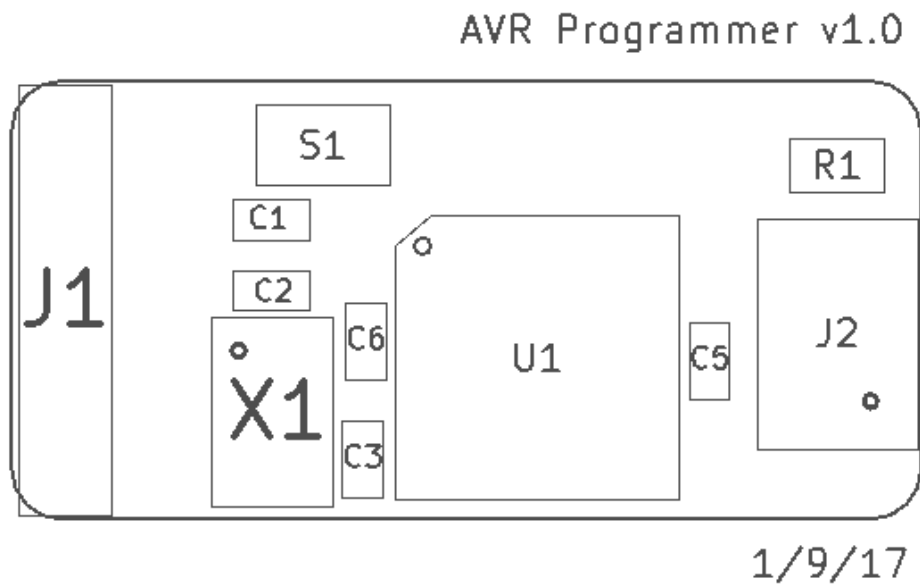 AVR Programmer v1.0
S1
R1
C1
C2
J1
C6
U1
C5
J2
X1
C3
1/9/17